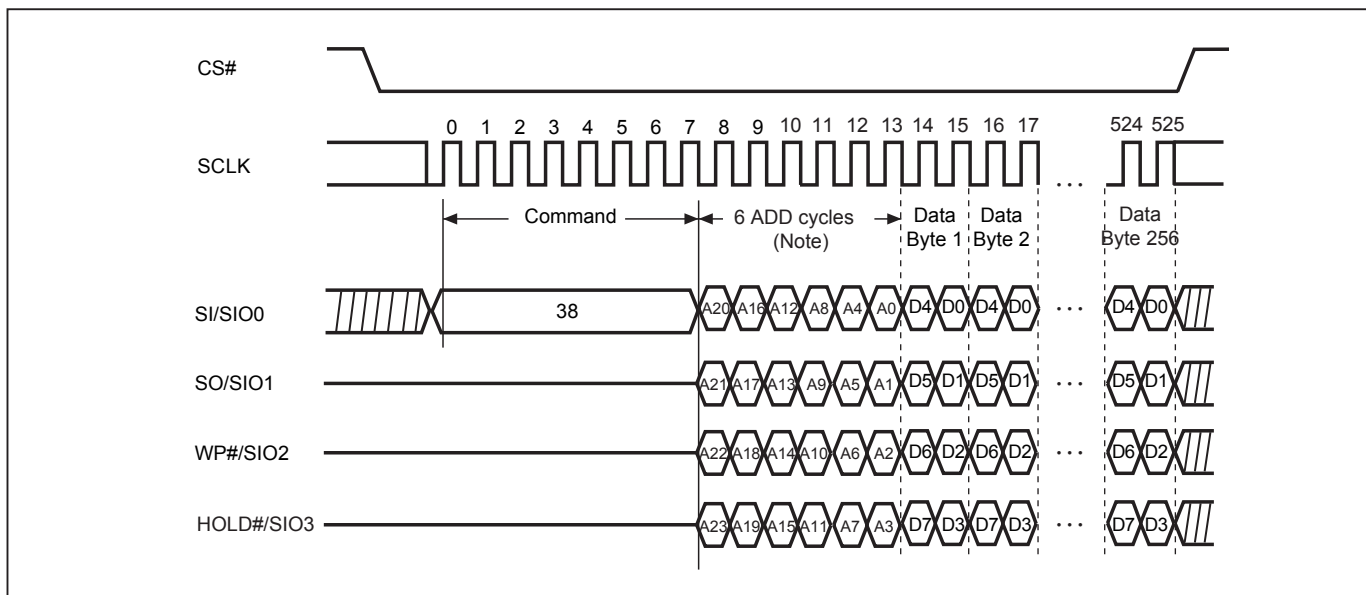 CS#
0 1 2 3 4 5 6 7 8 9 10 11 12 13 14 15 16 17 524 525
SCLK
Command 6 ADD cycles Data Data Data
(Note) Byte 1 Byte 2 Byte 256
SI/SIO0 38 A20 A16 A12 A8 A4 A0 D4 D0 D4 D0 ... D4 D0
SO/SIO1 A21 A17 A13 A9 A5 A1 D5 D1 D5 D1 ... D5 D1
WP#/SIO2 A22 A18 A14 A10 A6 A2 D6 D2 D6 D2 ... D6 D2
HOLD#/SIO3 A23 A19 A15 A11 A7 A3 D7 D3 D7 D3 ... D7 D3